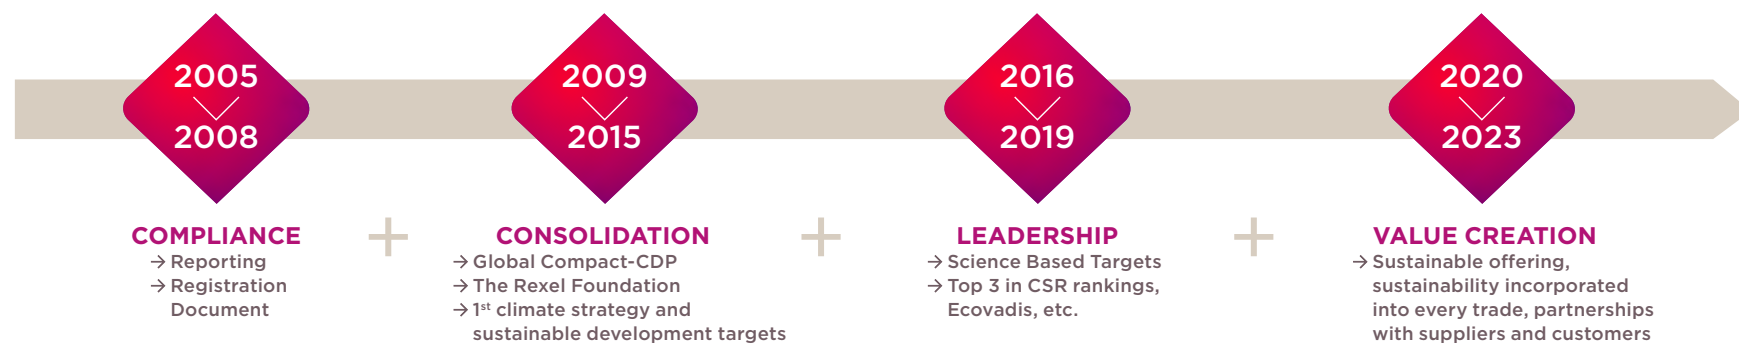 2005
2008
COMPLIANCE
→ Reporting
→ Registration
Document
+
2009
2015
CONSOLIDATION
→ Global Compact-CDP
→ The Rexel Foundation
→ 1st climate strategy and
sustainable development targets
+
2016
2019
LEADERSHIP
→ Science Based Targets
→ Top 3 in CSR rankings,
Ecovadis, etc.
+
2020
2023
VALUE CREATION
→ Sustainable offering,
sustainability incorporated
into every trade, partnerships
with suppliers and customers